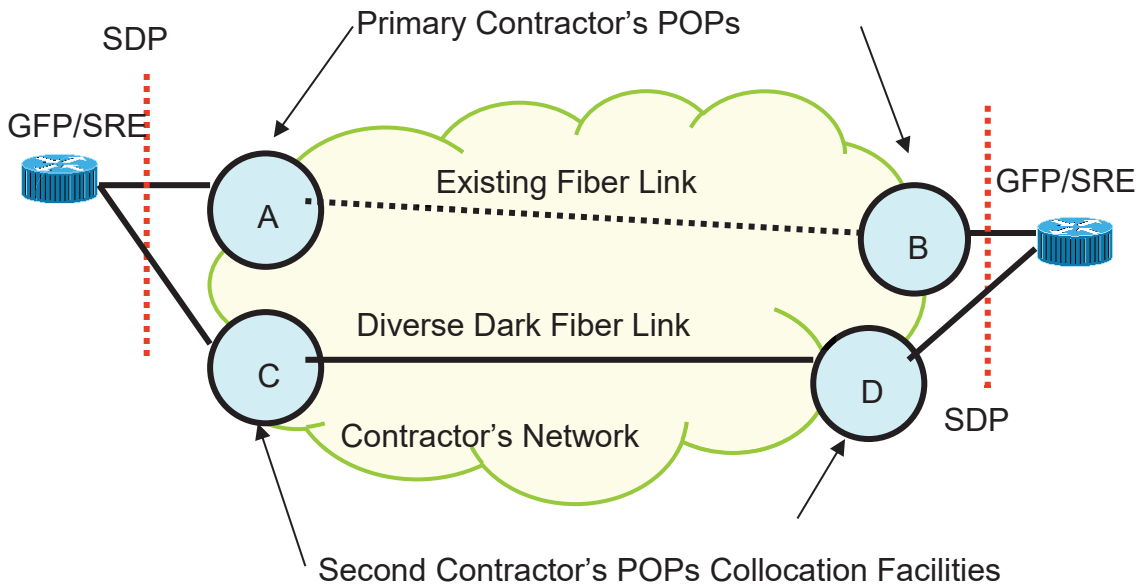 Primary Contractor's POPs
SDP
GFP/SRE
Existing Fiber Link
GFP/SRE
A
B
Diverse Dark Fiber Link
C
D
SDP
Contractor's Network
Second Contractor's POPs Collocation Facilities